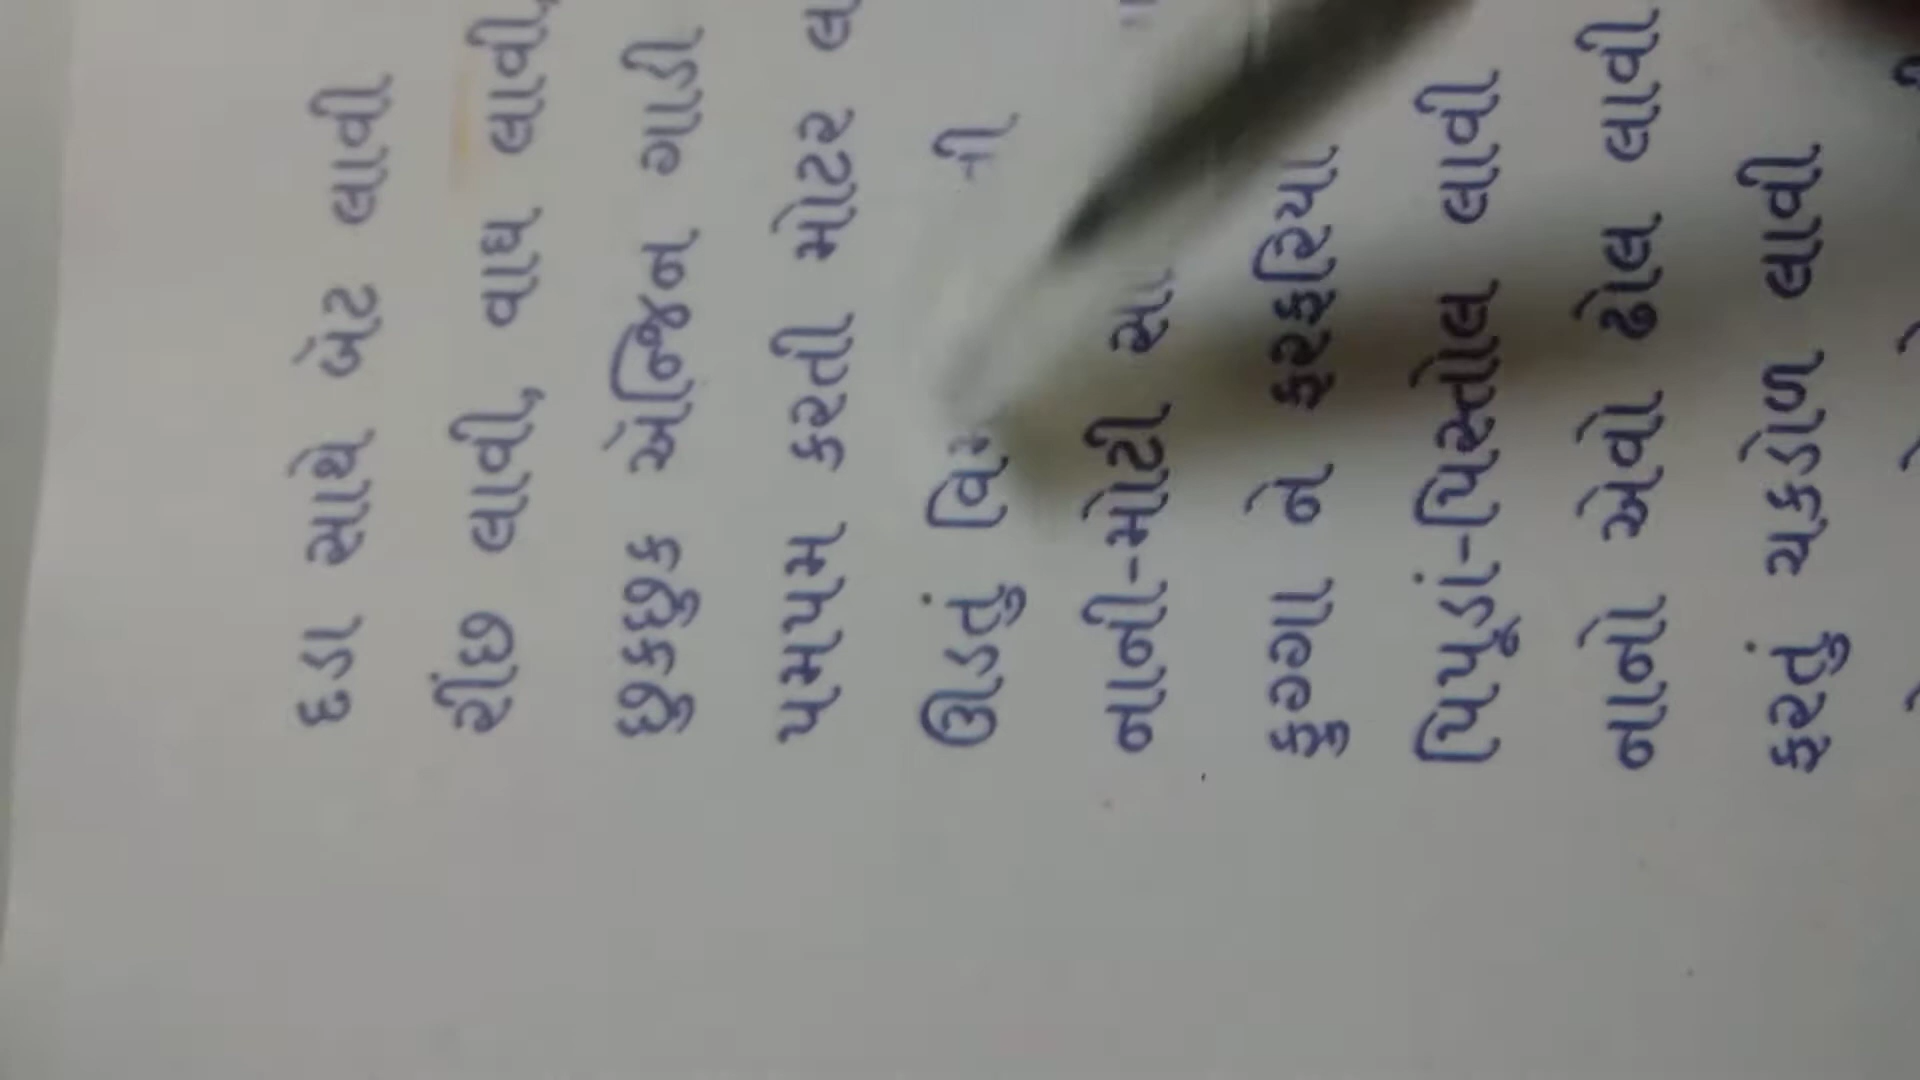 દડા સાથે બેટ લાવી
રીંછ લાવી, વાઘ લાવી,
છુકછુક એન્જિન ગાડી
પમપમ કરતી મોટર
ઊડતું
નાની-મોટી
ફુગ્ગા ને ફરફરિયા
પિપૂડાં-પિસ્તોલ લાવી
નાનો એવો ઢોલ લાવી
ફરતું ચકડોળ લાવી